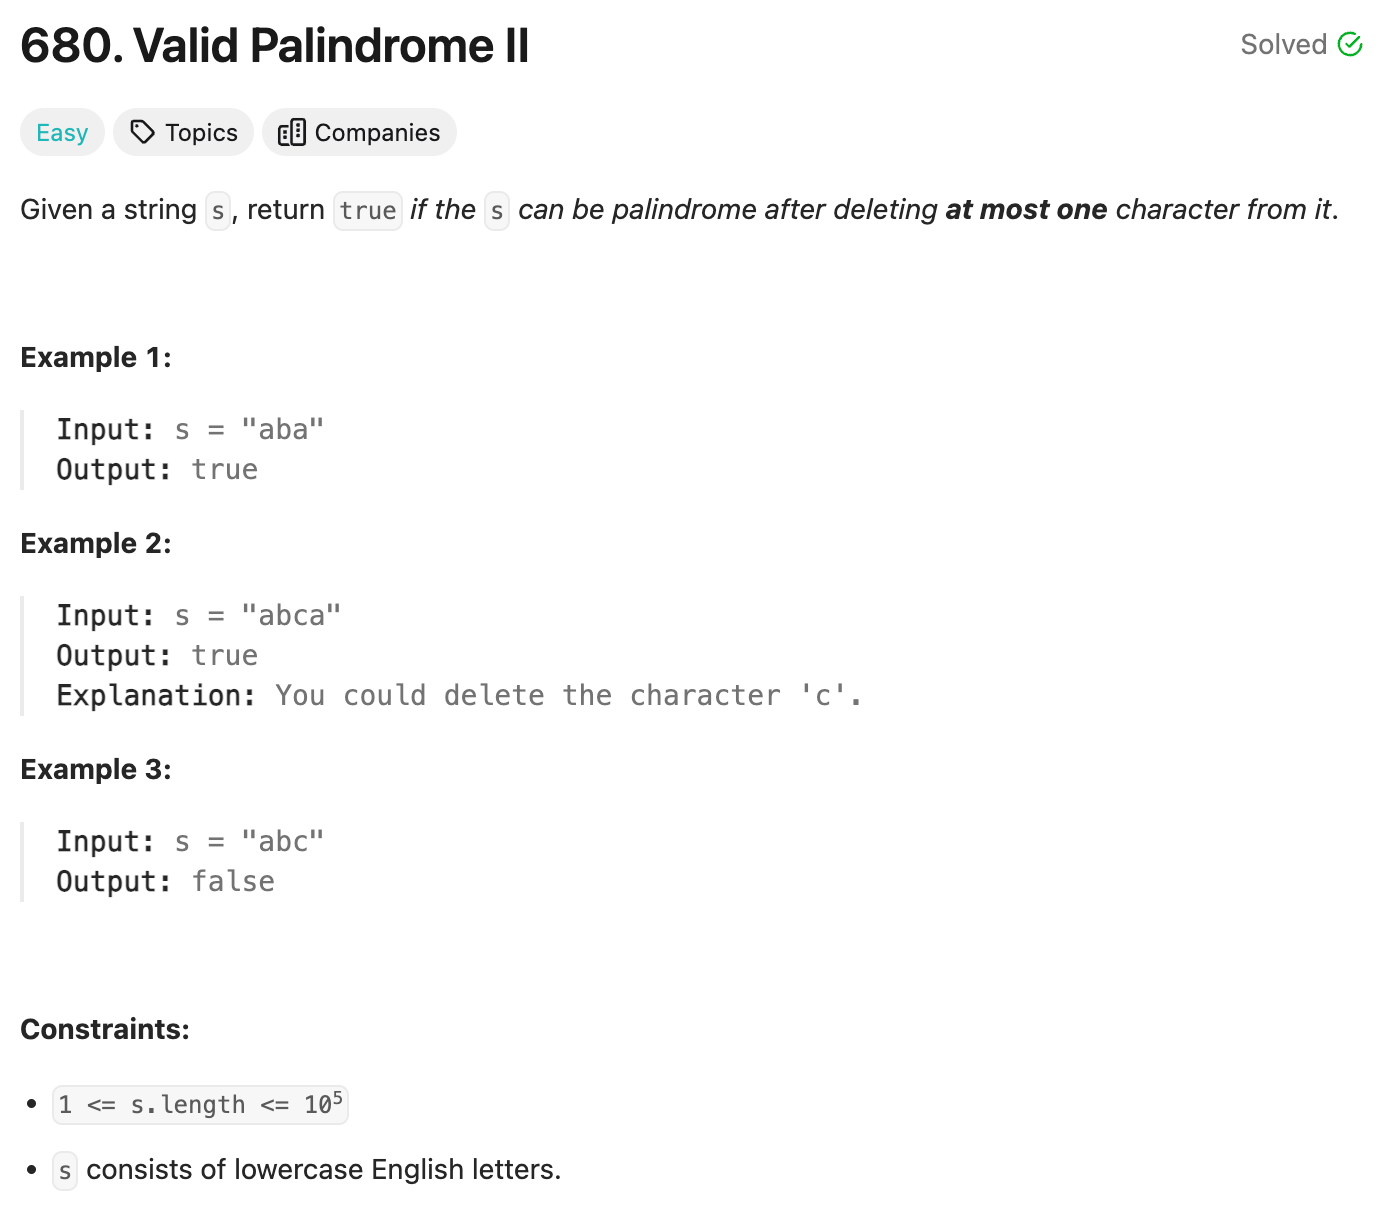 680. Valid Palindrome II
Solved
Easy
Topics
Companies
Given a string s, return true if the s can be palindrome after deleting at most one character from it.
Example 1:
Input: s = "aba"
Output: true
Example 2:
Input: s = "abca"
Output: true
Explanation: You could delete the character 'c'.
Example 3:
Input: s = "abc"
Output: false
Constraints:
• 1 <= s.length <= 10⁵
• s consists of lowercase English letters.